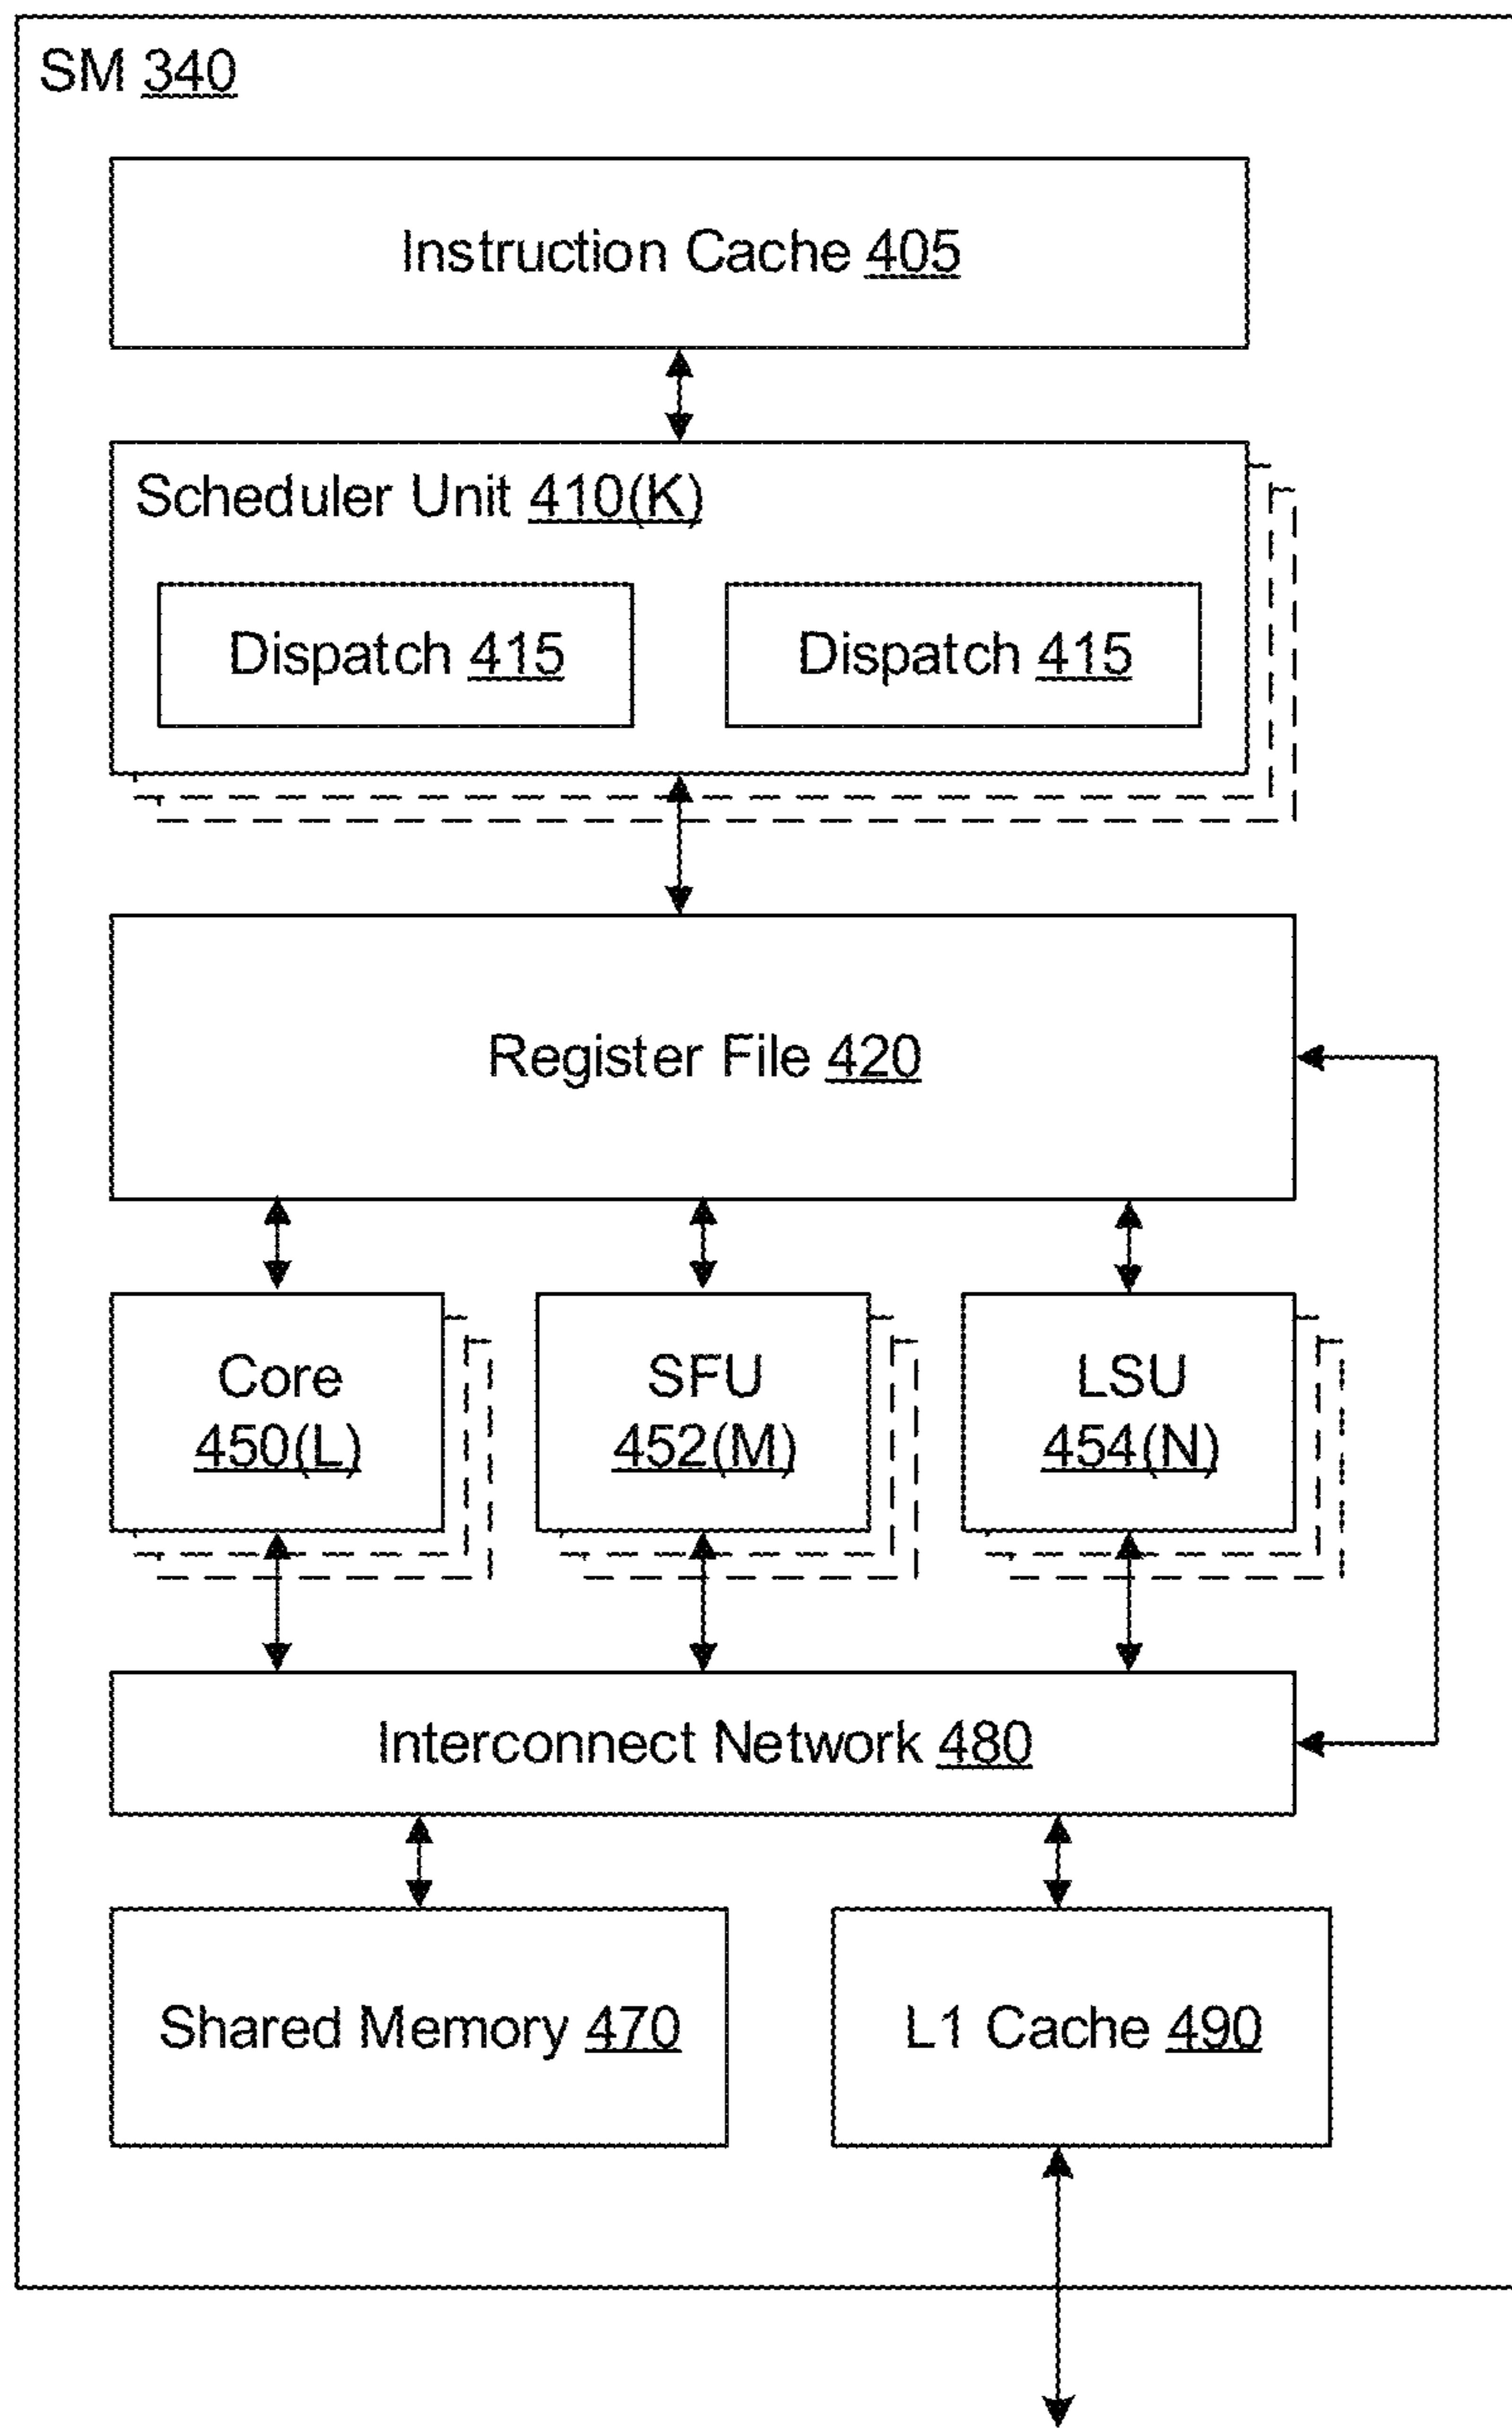 SM 340
Instruction Cache 405
Scheduler Unit 410(K)
Dispatch 415
Dispatch 415
Register File 420
Core
450(L)
SFU
452(M)
LSU
454(N)
Interconnect Network 480
Shared Memory 470
L1 Cache 490